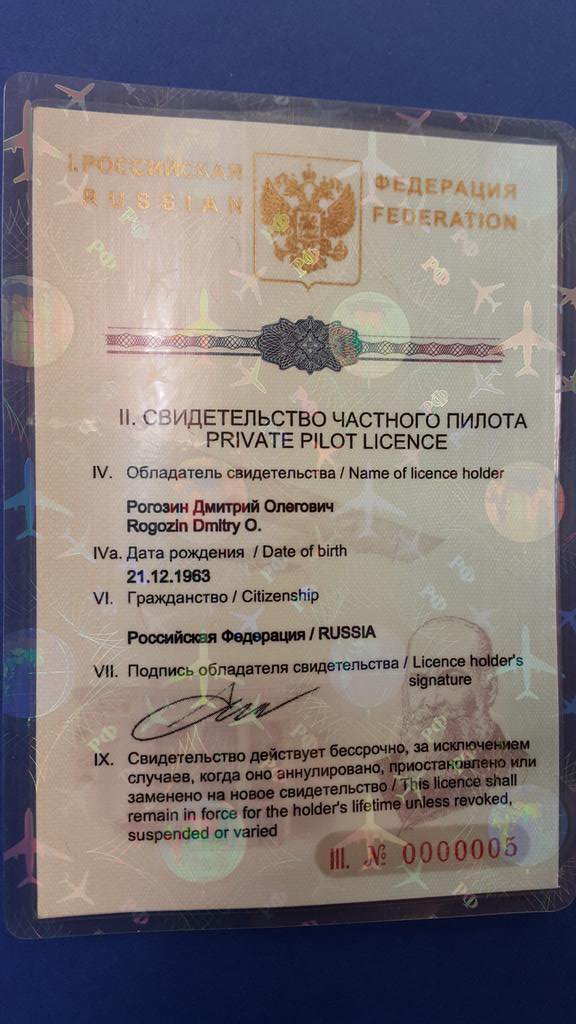 I. РОССИЙСКАЯ ФЕДЕРАЦИЯ
RUSSIAN FEDERATION
II. СВИДЕТЕЛЬСТВО ЧАСТНОГО ПИЛОТА
PRIVATE PILOT LICENCE
IV. Обладатель свидетельства / Name of licence holder
Рогозин Дмитрий Олегович
Rogozin Dmitry O.
IVa. Дата рождения / Date of birth
21.12.1963
VI. Гражданство / Citizenship
Российская Федерация / RUSSIA
VII. Подпись обладателя свидетельства / Licence holder's
signature
IX. Свидетельство действует бессрочно, за исключением
случаев, когда оно аннулировано, приостановлено или
заменено на новое свидетельство / This licence shall
remain in force for the holder's lifetime unless revoked,
suspended or varied
III. № 0000005